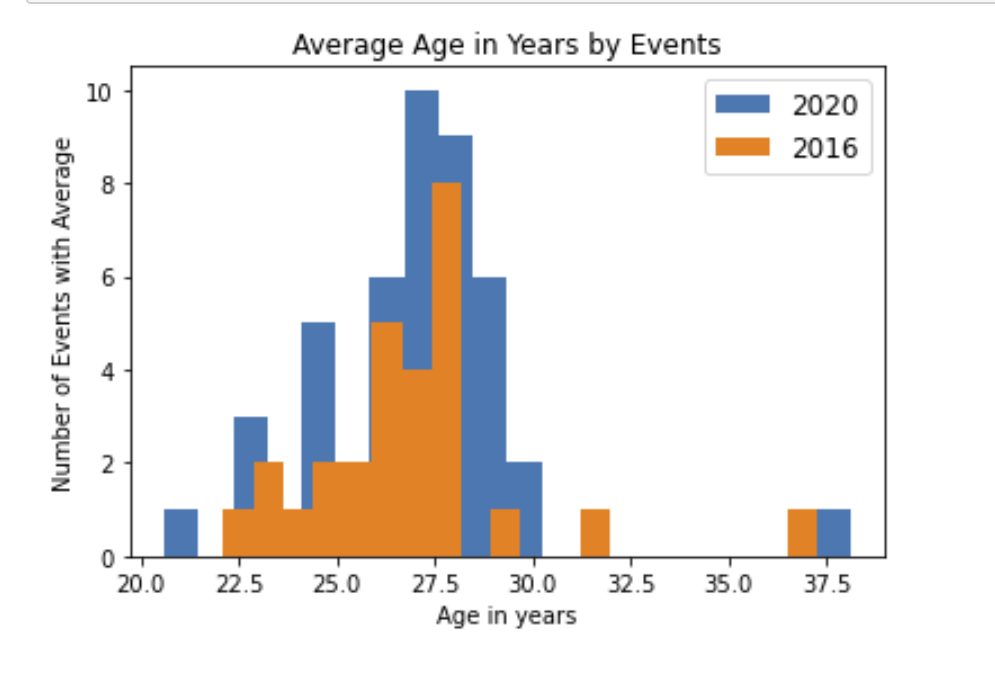 Average Age in Years by Events
2020
2016
Number of Events with Average
10
8
6
4
2
0
20.0 22.5 25.0 27.5 30.0 32.5 35.0 37.5
Age in years